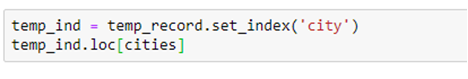 temp_ind = temp_record.set_index('city')
temp_ind.loc[cities]